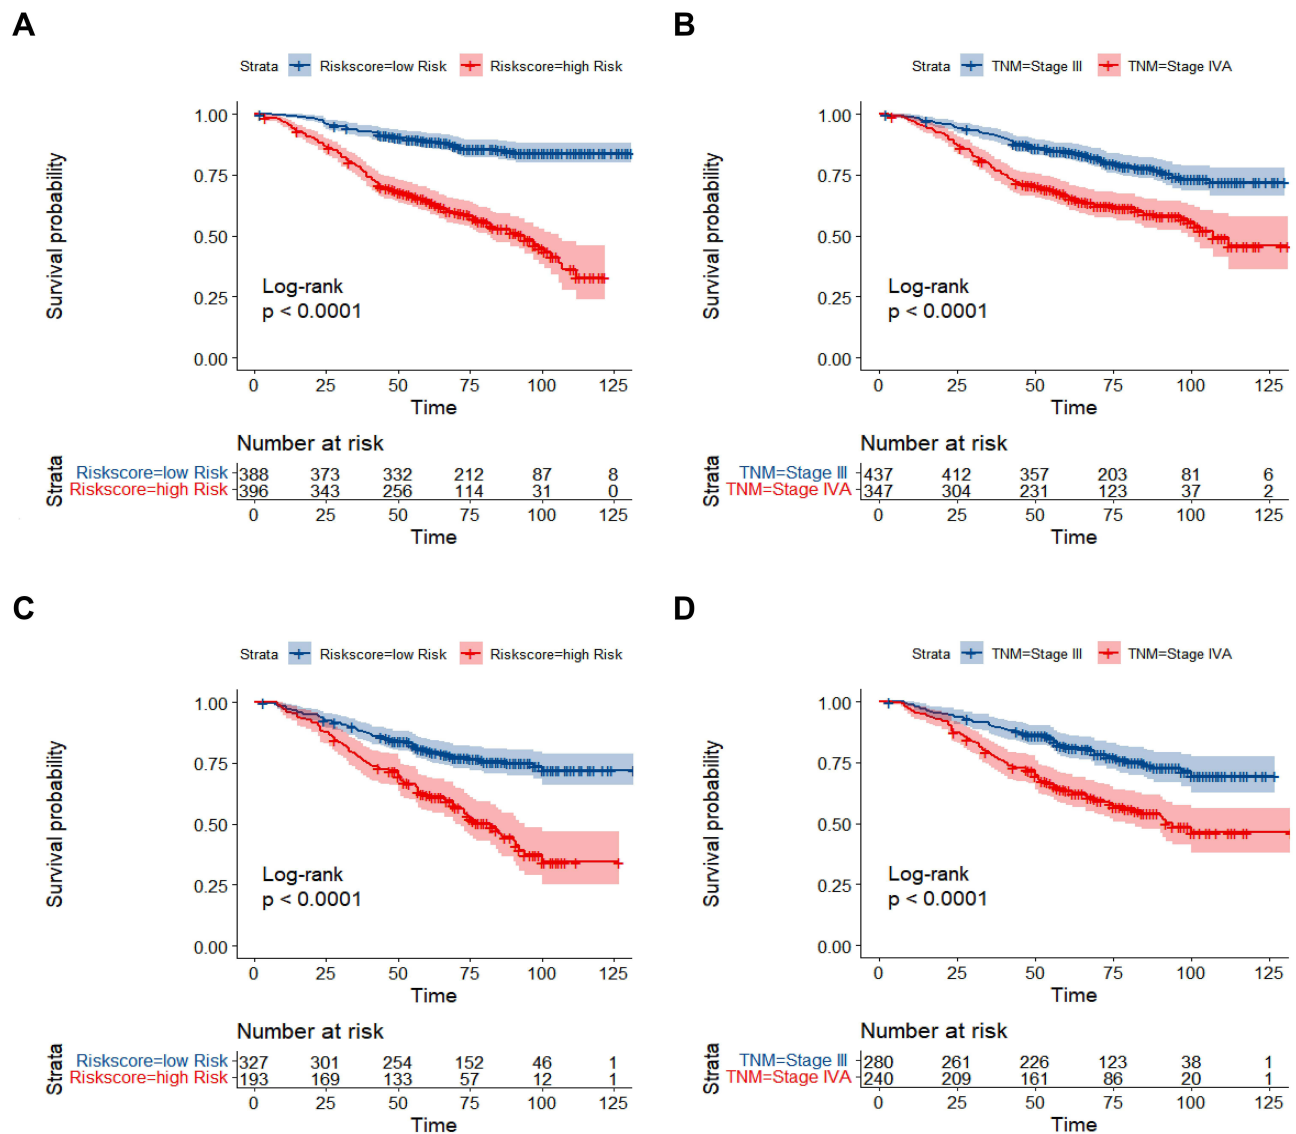 A
Strata Riskscore=low Risk Riskscore=high Risk
1.00
0.75
0.50
0.25
0.00
Survival probability
Log-rank
p < 0.0001
0 25 50 75 100 125
Time
Number at risk
Strata
Riskscore=low Risk 388 373 332 212 87 8
Riskscore=high Risk 396 343 256 114 31 0
0 25 50 75 100 125
Time
B
Strata TNM=Stage III TNM=Stage IVA
1.00
0.75
0.50
0.25
0.00
Survival probability
Log-rank
p < 0.0001
0 25 50 75 100 125
Time
Number at risk
Strata
TNM=Stage III 437 412 357 203 81 6
TNM=Stage IVA 347 304 231 123 37 2
0 25 50 75 100 125
Time
C
Strata Riskscore=low Risk Riskscore=high Risk
1.00
0.75
0.50
0.25
0.00
Survival probability
Log-rank
p < 0.0001
0 25 50 75 100 125
Time
Number at risk
Strata
Riskscore=low Risk 327 301 254 152 46 1
Riskscore=high Risk 193 169 133 57 12 1
0 25 50 75 100 125
Time
D
Strata TNM=Stage III TNM=Stage IVA
1.00
0.75
0.50
0.25
0.00
Survival probability
Log-rank
p < 0.0001
0 25 50 75 100 125
Time
Number at risk
Strata
TNM=Stage III 280 261 226 123 38 1
TNM=Stage IVA 240 209 161 86 20 1
0 25 50 75 100 125
Time